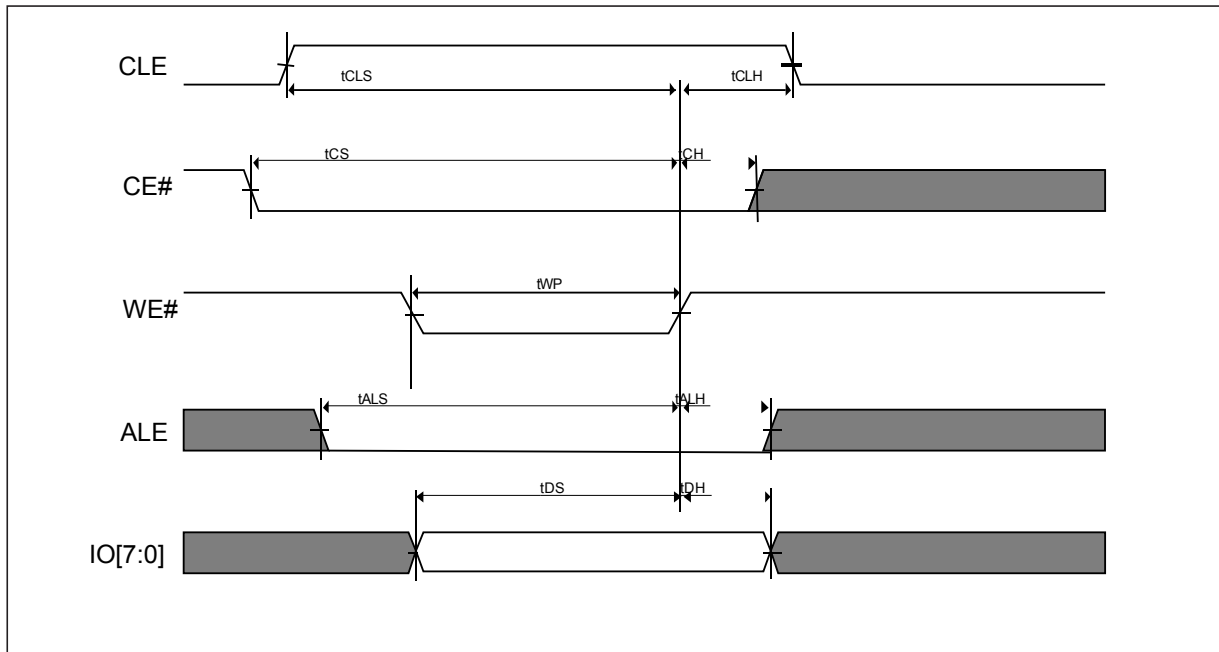 CLE
tCLS
tCLH
CE#
tCS
tCH
WE#
tWP
ALE
tALS
tALH
IO[7:0]
tDS
tDH